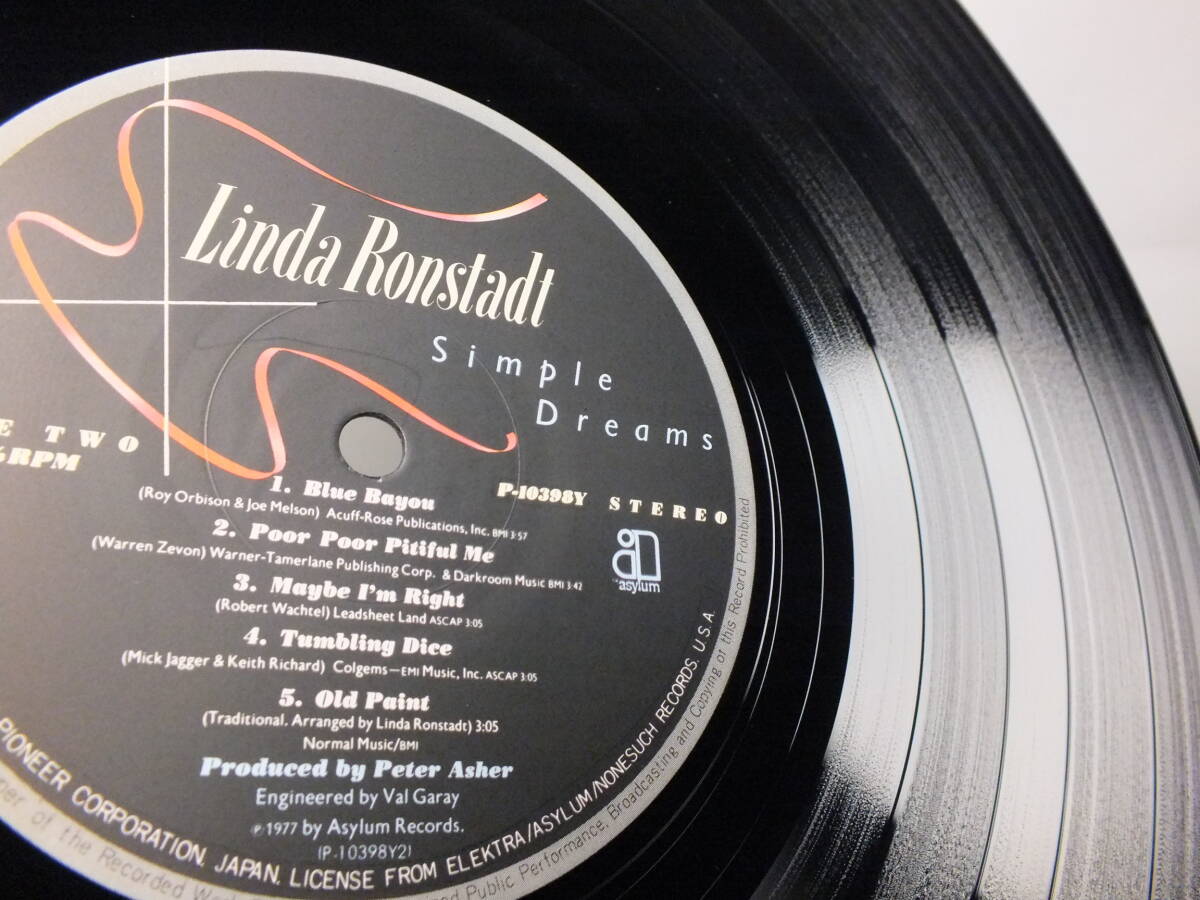 Linda Ronstadt
Simple
Dreams
E TWO
RPM
P-10398Y STEREO
asylum
1. Blue Bayou
(Roy Orbison & Joe Melson) Acuff-Rose Publications, Inc. BMI 3:57
2. Poor Poor Pitiful Me
(Warren Zevon) Warner-Tamerlane Publishing Corp. & Darkroom Music BMI 3:42
3. Maybe I'm Right
(Robert Wachtel) Leadsheet Land ASCAP 3:05
4. Tumbling Dice
(Mick Jagger & Keith Richard) Colgems—EMI Music, Inc. ASCAP 3:05
5. Old Paint
(Traditional. Arranged by Linda Ronstadt) 3:05
Normal Music/BMI
Produced by Peter Asher
Engineered by Val Garay
℗ 1977 by Asylum Records.
(P-10398Y2)
PIONEER CORPORATION. JAPAN. LICENSE FROM ELEKTRA/ASYLUM/NONESUCH RECORDS. U.S.A.
of the Recorded Public Performance, Broadcasting and Copying of this Record Prohibited